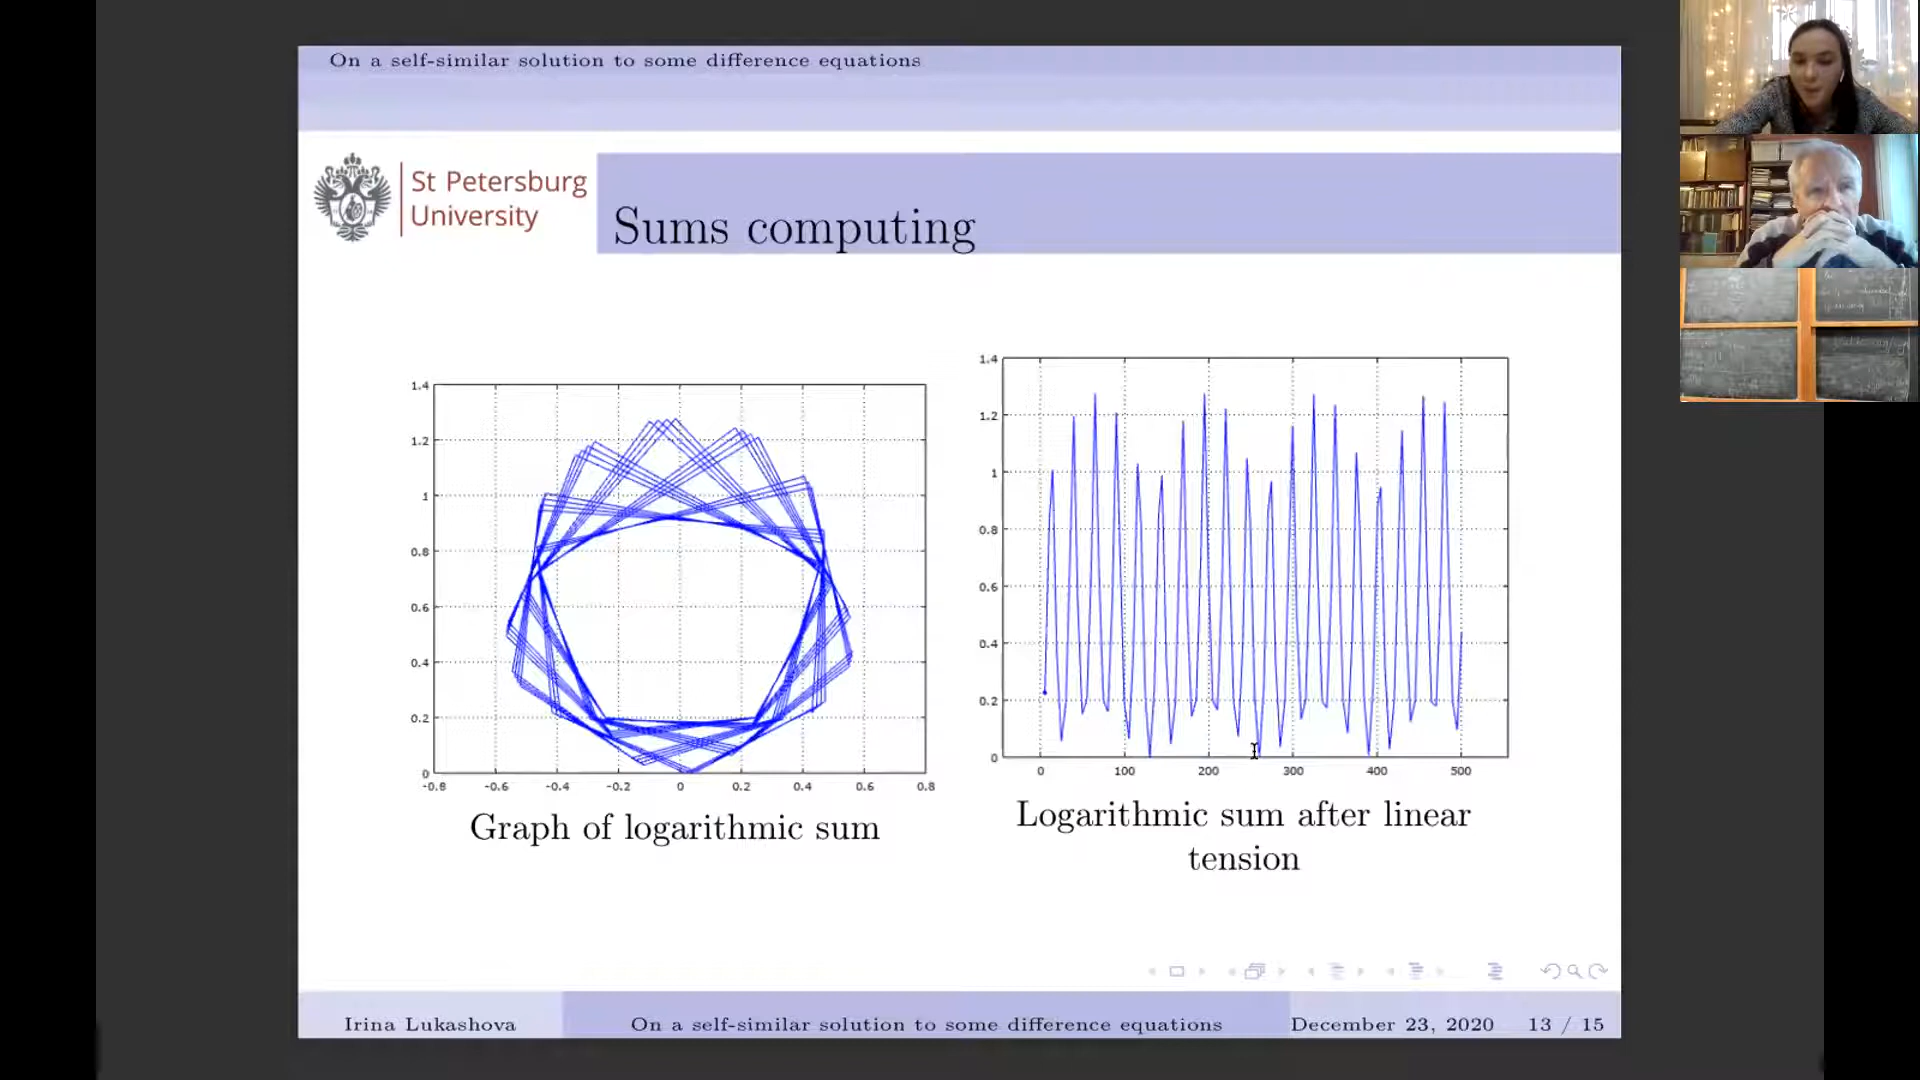 On a self-similar solution to some difference equations
St Petersburg
University
Sums computing
1.4
1.2
1
0.8
0.6
0.4
0.2
0
-0.8 -0.6 -0.4 -0.2 0 0.2 0.4 0.6 0.8
Graph of logarithmic sum
1.4
1.2
1
0.8
0.6
0.4
0.2
0
0 100 200 300 400 500
Logarithmic sum after linear
tension
Irina Lukashova On a self-similar solution to some difference equations December 23, 2020 13 / 15